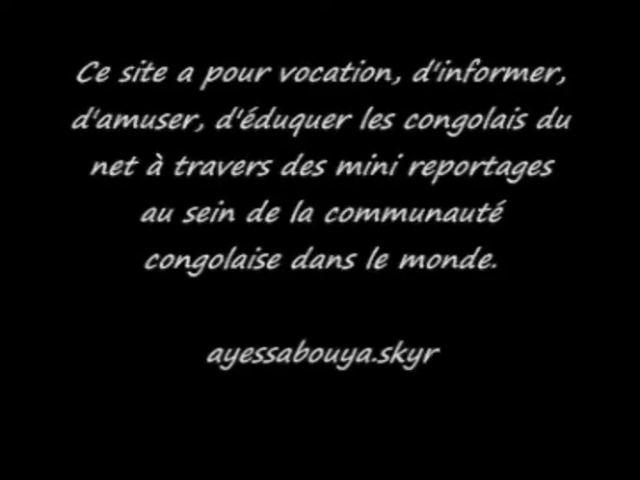 Ce site a pour vocation, d'informer,
d'amuser, d'éduquer les congolais du
net à travers des mini reportages
au sein de la communauté
congolaise dans le monde.
ayessabouya.skyr